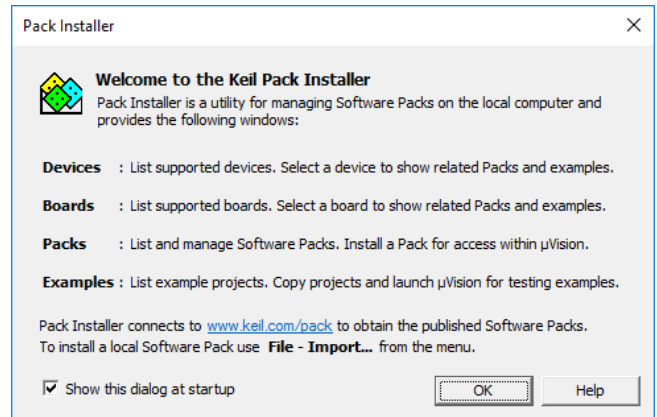 Pack Installer
Welcome to the Keil Pack Installer
Pack Installer is a utility for managing Software Packs on the local computer and
provides the following windows:
Devices : List supported devices. Select a device to show related Packs and examples.
Boards : List supported boards. Select a board to show related Packs and examples.
Packs : List and manage Software Packs. Install a Pack for access within µVision.
Examples : List example projects. Copy projects and launch µVision for testing examples.
Pack Installer connects to www.keil.com/pack to obtain the published Software Packs.
To install a local Software Pack use File - Import... from the menu.
Show this dialog at startup
OK
Help